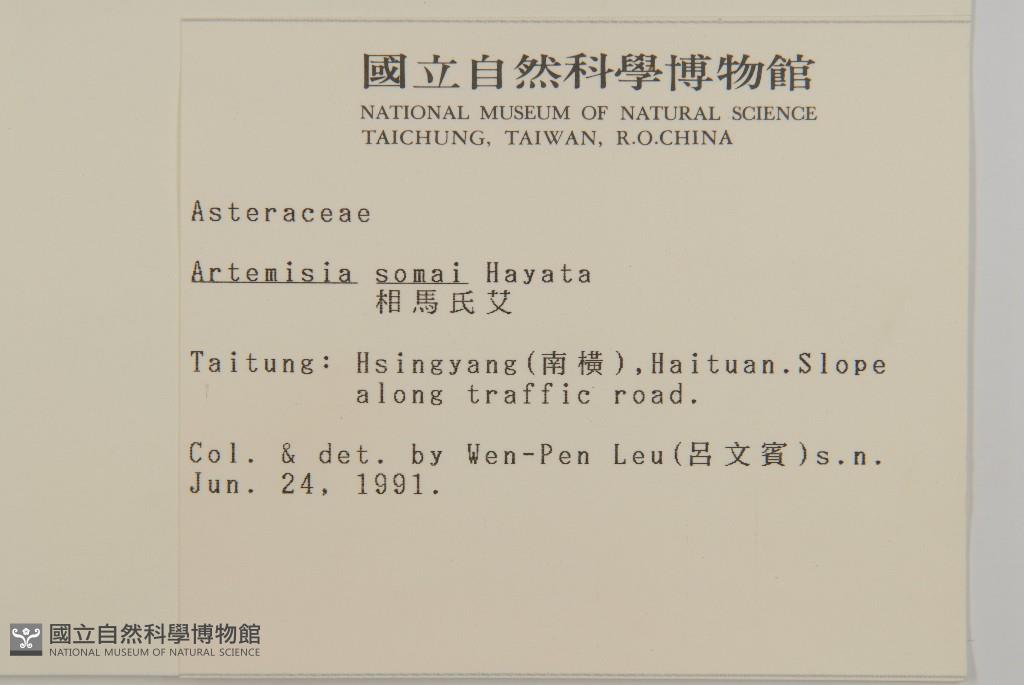 國立自然科學博物館
NATIONAL MUSEUM OF NATURAL SCIENCE
TAICHUNG, TAIWAN, R.O.CHINA
Asteraceae
Artemisia somai Hayata
相馬氏艾
Taitung: Hsingyang(南橫),Haituan.Slope
along traffic road.
Col. & det. by Wen-Pen Leu(呂文賓)s.n.
Jun. 24, 1991.
國立自然科學博物館
NATIONAL MUSEUM OF NATURAL SCIENCE